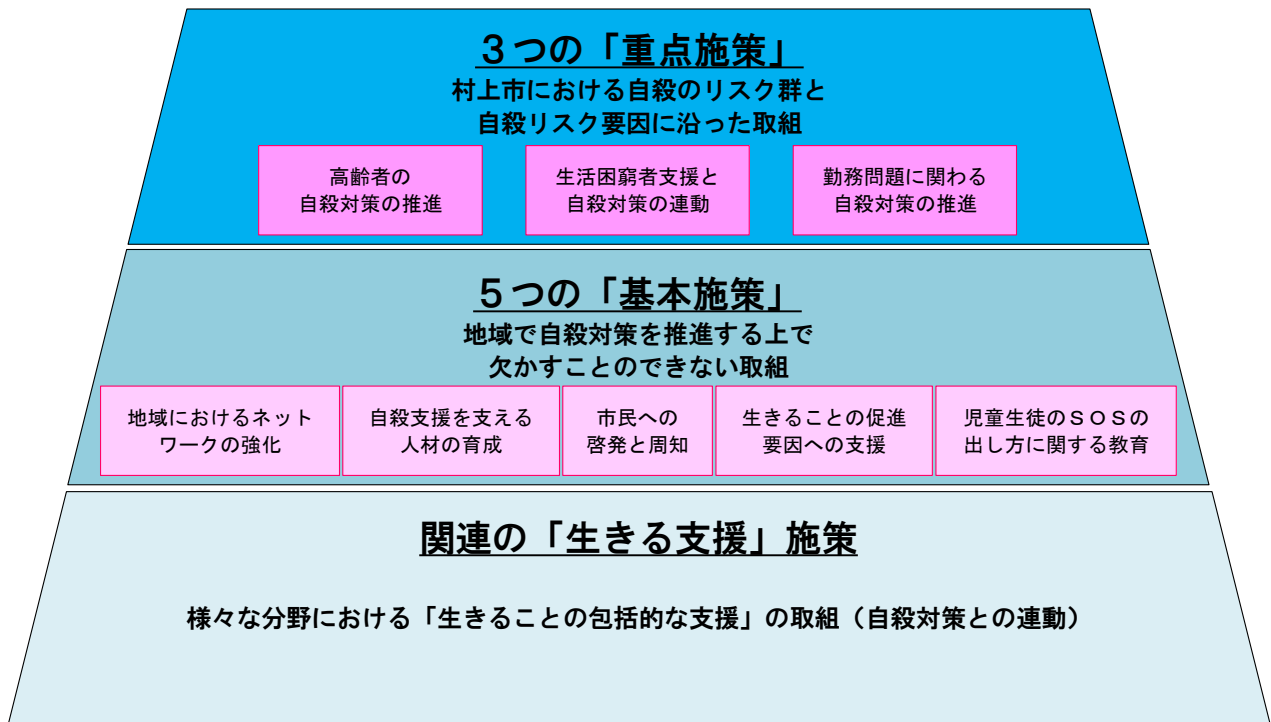 ３つの「重点施策」
村上市における自殺のリスク群と
自殺リスク要因に沿った取組
高齢者の
自殺対策の推進
生活困窮者支援と
自殺対策の連動
勤務問題に関わる
自殺対策の推進
５つの「基本施策」
地域で自殺対策を推進する上で
欠かすことのできない取組
地域におけるネット
ワークの強化
自殺支援を支える
人材の育成
市民への
啓発と周知
生きることの促進
要因への支援
児童生徒のＳＯＳの
出し方に関する教育
関連の「生きる支援」施策
様々な分野における「生きることの包括的な支援」の取組（自殺対策との連動）